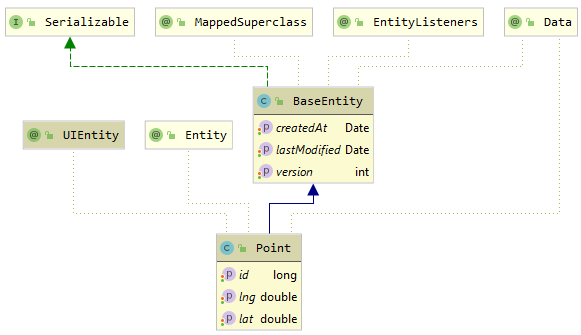 Serializable
MappedSuperclass
EntityListeners
Data
BaseEntity
createdAt Date
lastModified Date
version int
UIEntity
Entity
Point
id long
lng double
lat double